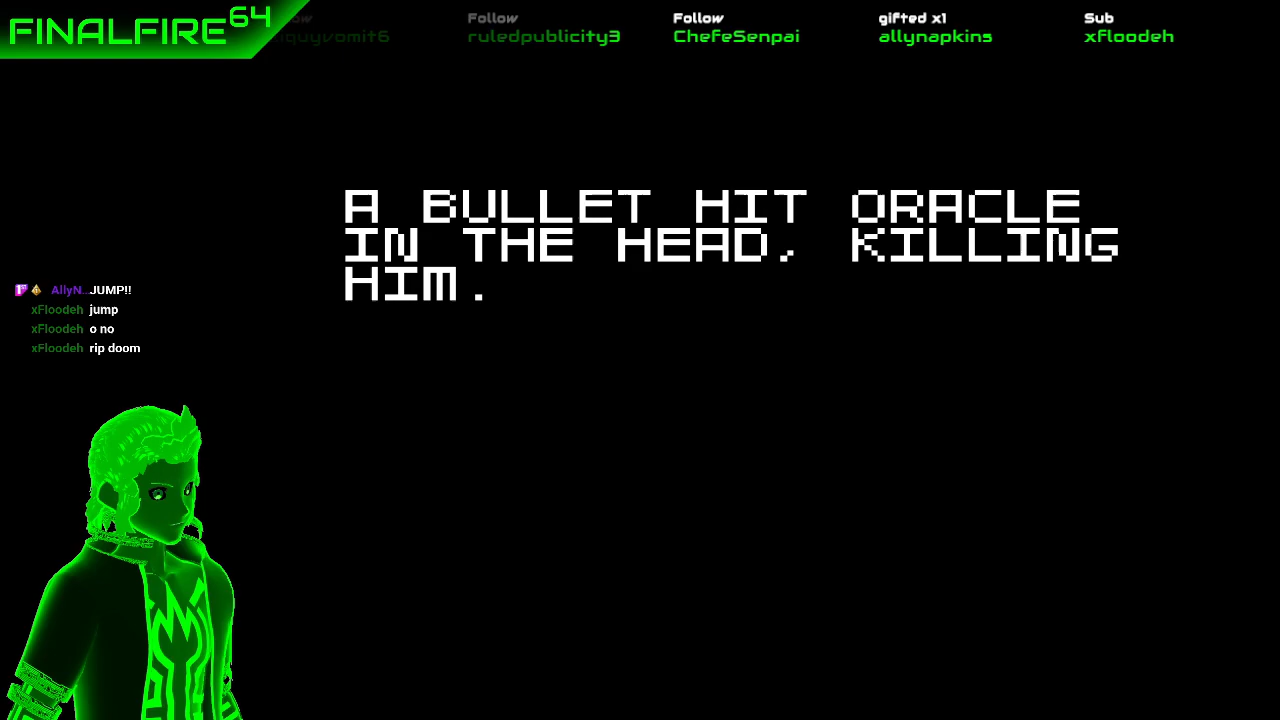 FINALFIRE64
Follow
ruledpublicity3
Follow
ChefeSenpai
gifted x1
allynapkins
Sub
xfloodeh
A BULLET HIT ORACLE
IN THE HEAD, KILLING
HIM.
AllyN... JUMP!!
xFloodeh jump
xFloodeh o no
xFloodeh rip doom